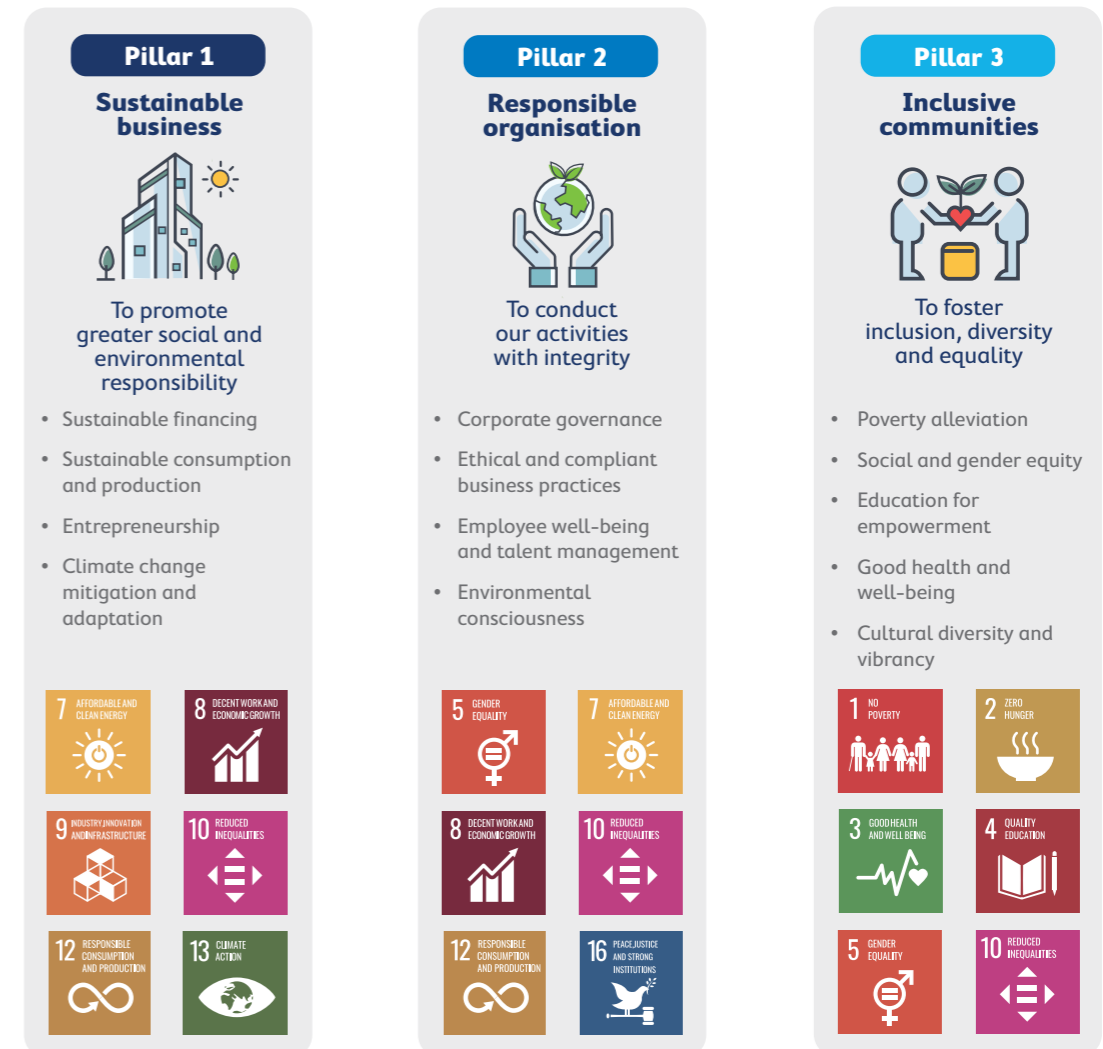 Pillar 1
Sustainable
business
To promote
greater social and
environmental
responsibility
• Sustainable financing
• Sustainable consumption
and production
• Entrepreneurship
• Climate change
mitigation and
adaptation
7 AFFORDABLE AND
CLEAN ENERGY
8 DECENT WORK AND
ECONOMIC GROWTH
9 INDUSTRY, INNOVATION
AND INFRASTRUCTURE
10 REDUCED
INEQUALITIES
12 RESPONSIBLE
CONSUMPTION
AND PRODUCTION
13 CLIMATE
ACTION
Pillar 2
Responsible
organisation
To conduct
our activities
with integrity
• Corporate governance
• Ethical and compliant
business practices
• Employee well-being
and talent management
• Environmental
consciousness
5 GENDER
EQUALITY
7 AFFORDABLE AND
CLEAN ENERGY
8 DECENT WORK AND
ECONOMIC GROWTH
10 REDUCED
INEQUALITIES
12 RESPONSIBLE
CONSUMPTION
AND PRODUCTION
16 PEACE, JUSTICE
AND STRONG
INSTITUTIONS
Pillar 3
Inclusive
communities
To foster
inclusion, diversity
and equality
• Poverty alleviation
• Social and gender equity
• Education for
empowerment
• Good health and
well-being
• Cultural diversity and
vibrancy
1 NO
POVERTY
2 ZERO
HUNGER
3 GOOD HEALTH
AND WELL BEING
4 QUALITY
EDUCATION
5 GENDER
EQUALITY
10 REDUCED
INEQUALITIES